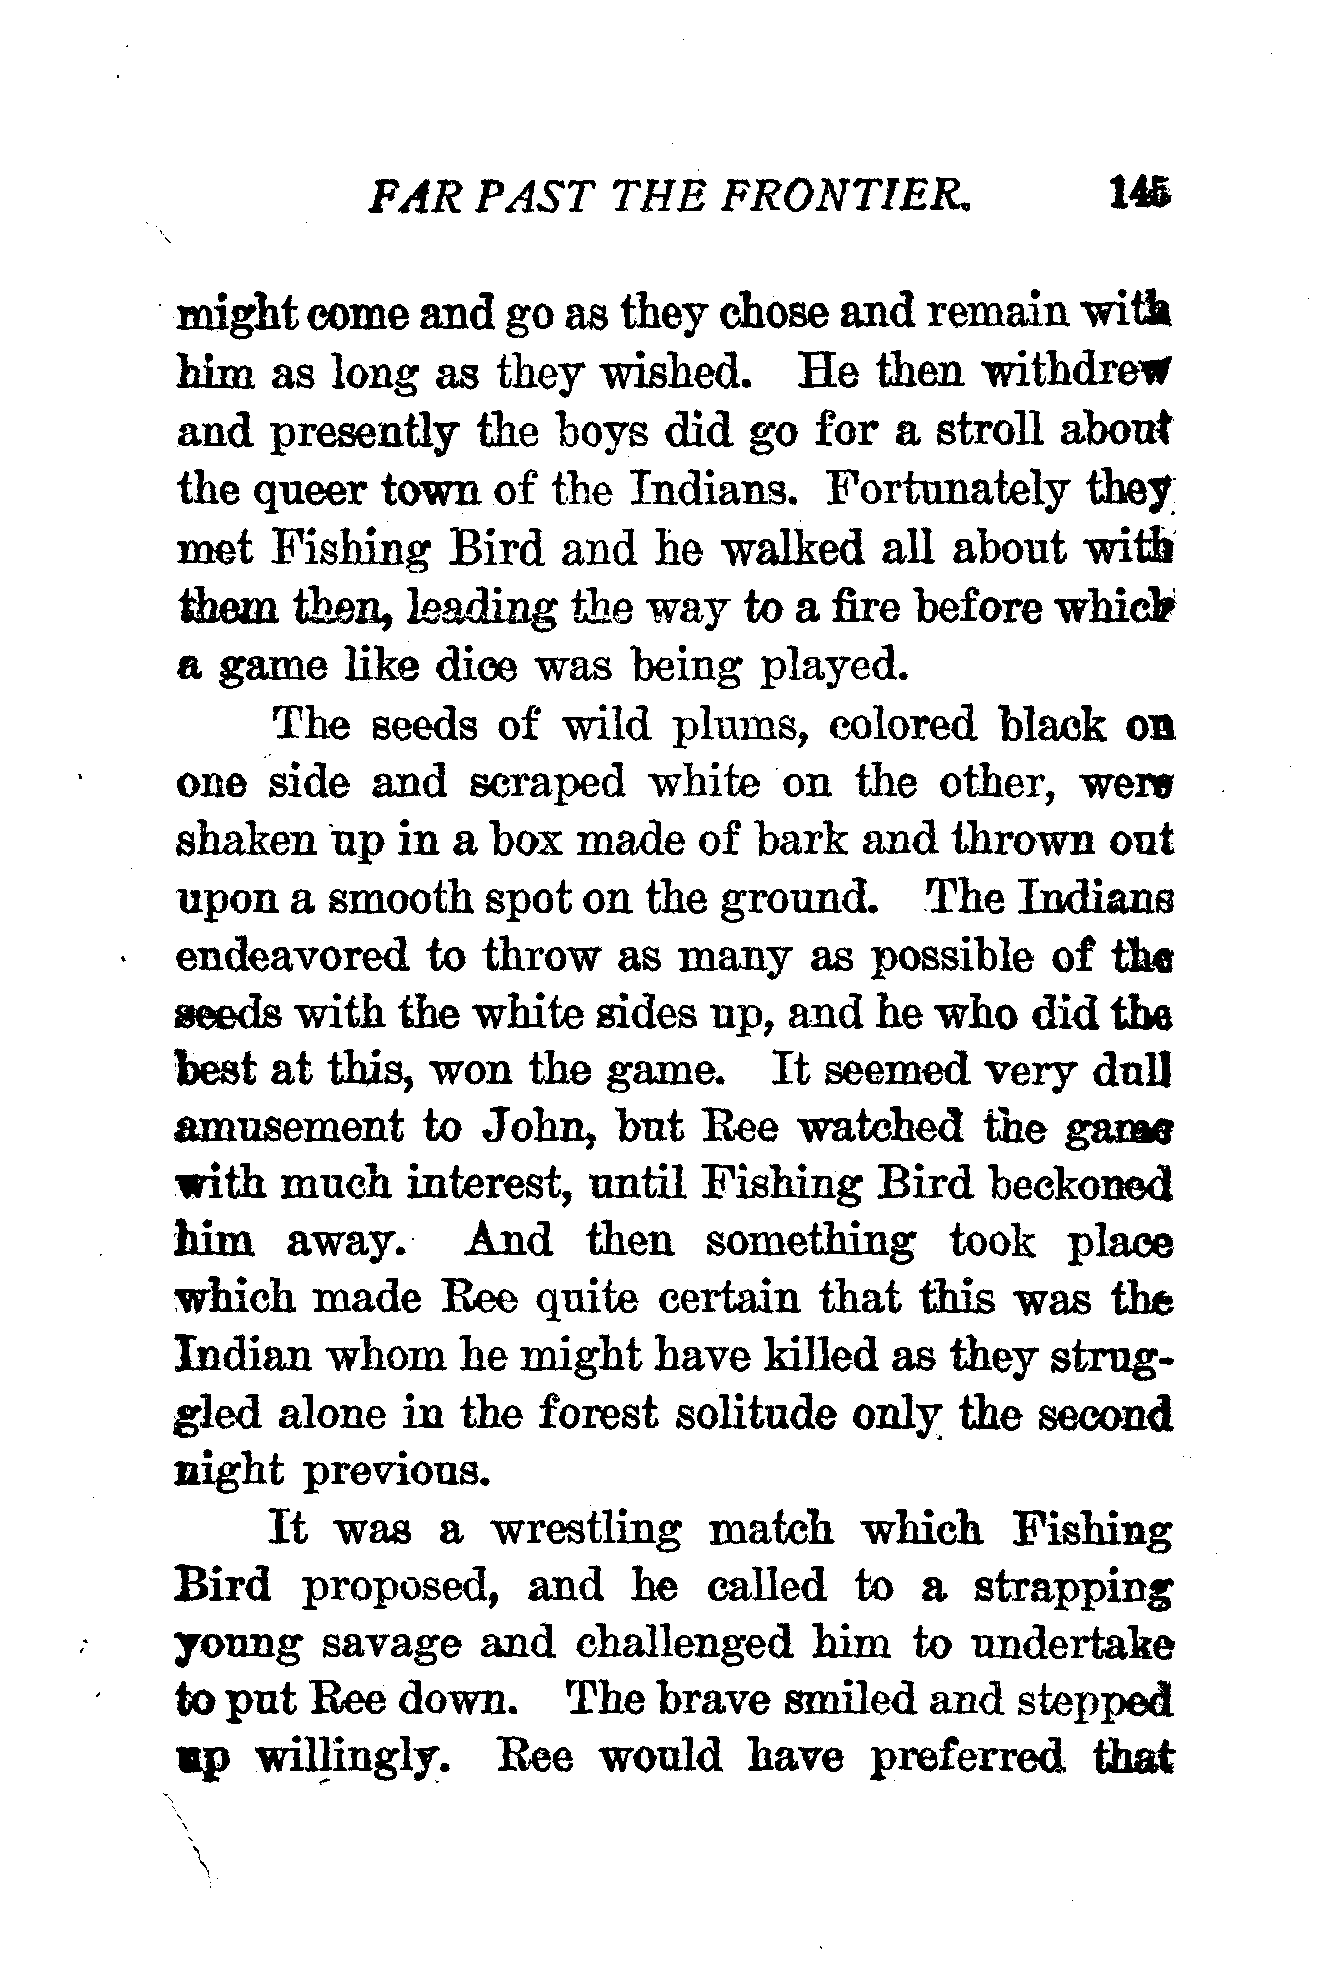 FAR PAST THE FRONTIER. 145
might come and go as they chose and remain with
him as long as they wished. He then withdrew
and presently the boys did go for a stroll about
the queer town of the Indians. Fortunately they
met Fishing Bird and he walked all about with
them then, leading the way to a fire before which
a game like dice was being played.
The seeds of wild plums, colored black on
one side and scraped white on the other, were
shaken up in a box made of bark and thrown out
upon a smooth spot on the ground. The Indians
endeavored to throw as many as possible of the
seeds with the white sides up, and he who did the
best at this, won the game. It seemed very dull
amusement to John, but Ree watched the game
with much interest, until Fishing Bird beckoned
him away. And then something took place
which made Ree quite certain that this was the
Indian whom he might have killed as they strug-
gled alone in the forest solitude only the second
night previous.
It was a wrestling match which Fishing
Bird proposed, and he called to a strapping
young savage and challenged him to undertake
to put Ree down. The brave smiled and stepped
up willingly. Ree would have preferred that